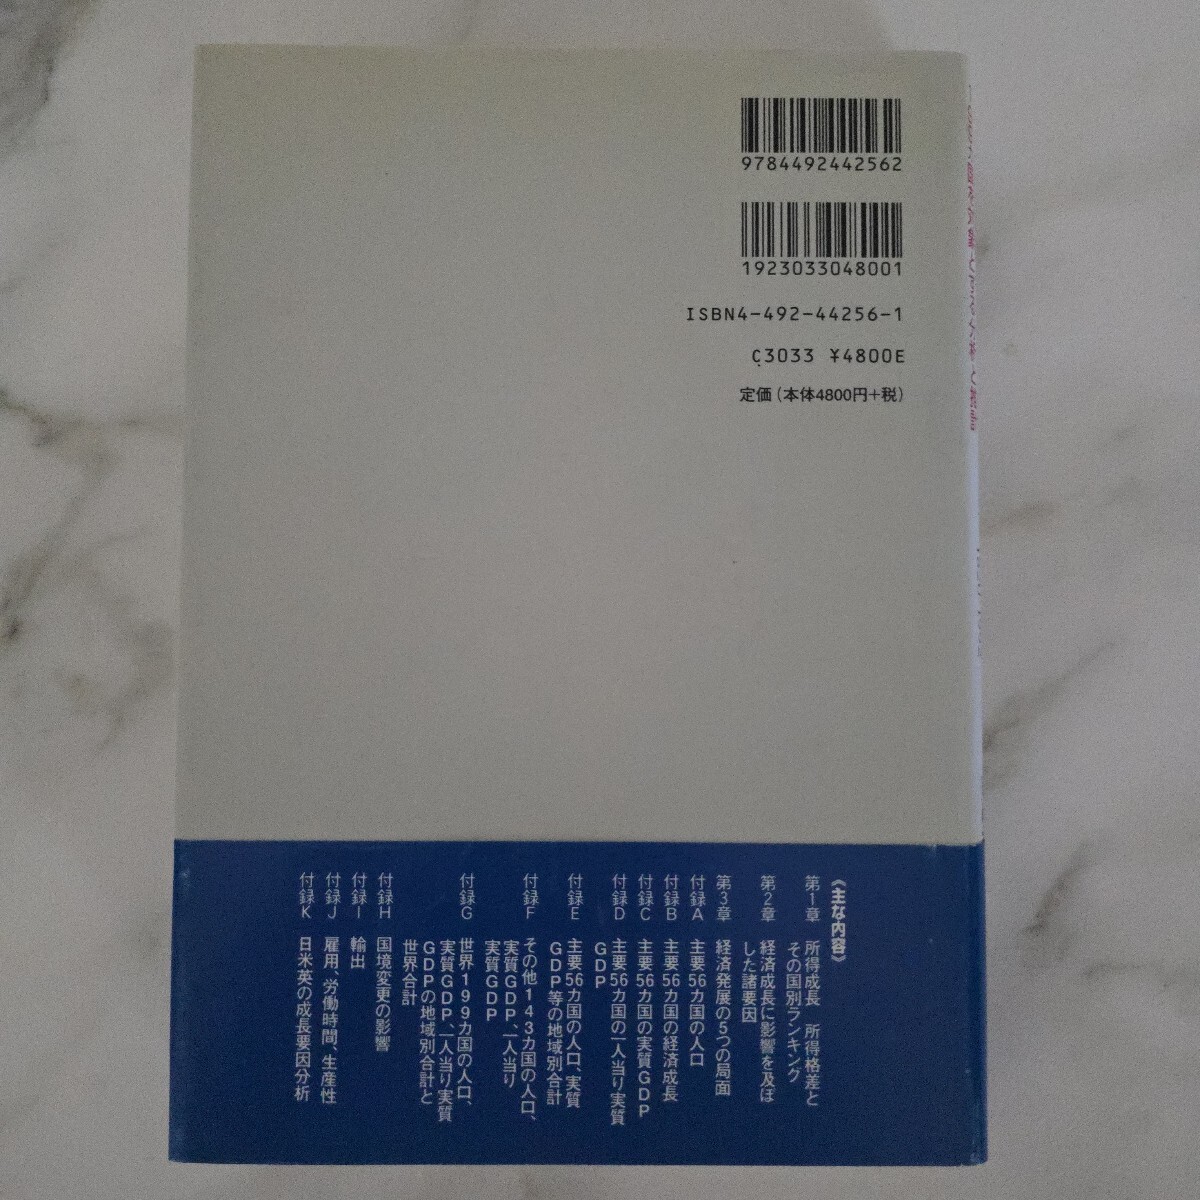 9784492442562
1923033048001
ISBN4-492-44256-1
C3033 ¥4800E
定価(本体4800円+税)
《主な内容》
第1章 所得成長 所得格差と
その国別ランキング
第2章 経済成長に影響を及ぼ
した諸要因
第3章 経済発展の5つの局面
付録A 主要56カ国の人口
付録B 主要56カ国の経済成長
付録C 主要56カ国の実質GDP
付録D 主要56カ国の一人当り実質
GDP
付録E 主要56カ国の人口、実質
GDP等の地域別合計
付録F その他143カ国の人口、
実質GDP、一人当り
実質GDP
付録G 世界199カ国の人口、
実質GDP、一人当り実質
GDPの地域別合計と
世界合計
付録H 国境変更の影響
付録I 輸出
付録J 雇用、労働時間、生産性
付録K 日米英の成長要因分析